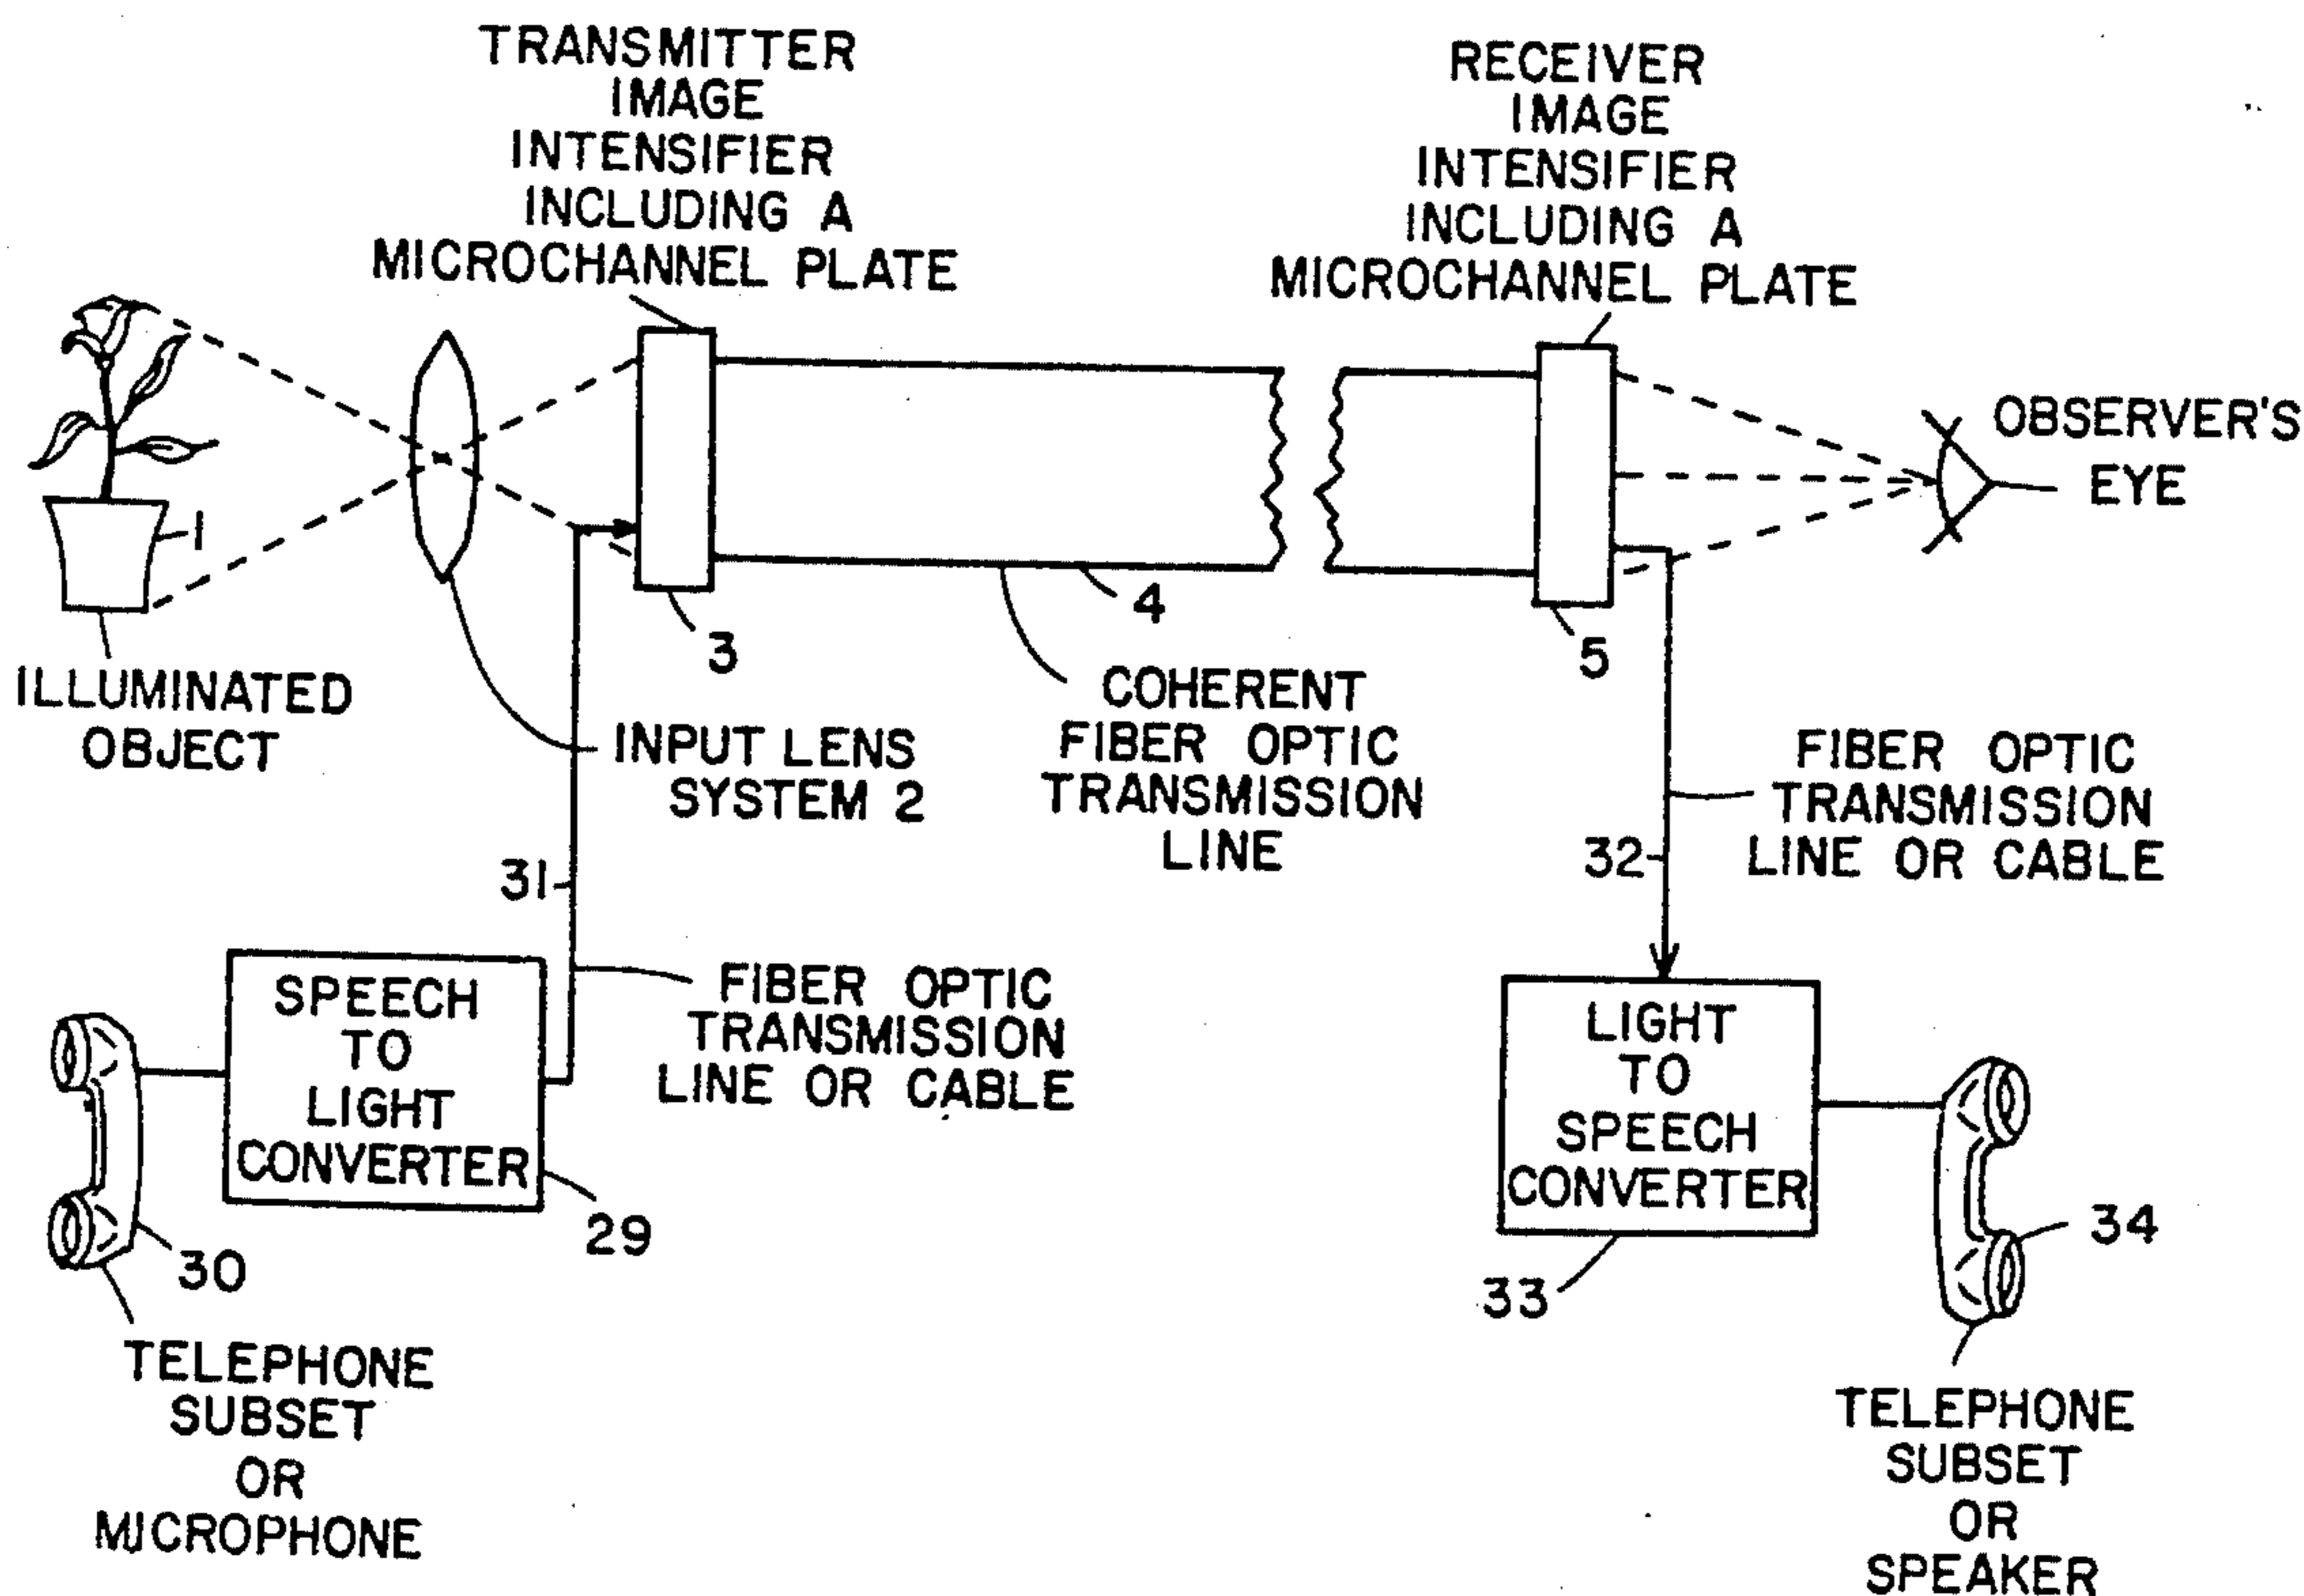 TRANSMITTER
IMAGE
INTENSIFIER
INCLUDING A
MICROCHANNEL PLATE
RECEIVER
IMAGE
INTENSIFIER
INCLUDING A
MICROCHANNEL PLATE
OBSERVER'S
EYE
1
3
4
5
ILLUMINATED
OBJECT
INPUT LENS
SYSTEM 2
COHERENT
FIBER OPTIC
TRANSMISSION
LINE
FIBER OPTIC
TRANSMISSION
LINE OR CABLE
31
32
SPEECH
TO
LIGHT
CONVERTER
FIBER OPTIC
TRANSMISSION
LINE OR CABLE
LIGHT
TO
SPEECH
CONVERTER
29
30
33
34
TELEPHONE
SUBSET
OR
MICROPHONE
TELEPHONE
SUBSET
OR
SPEAKER